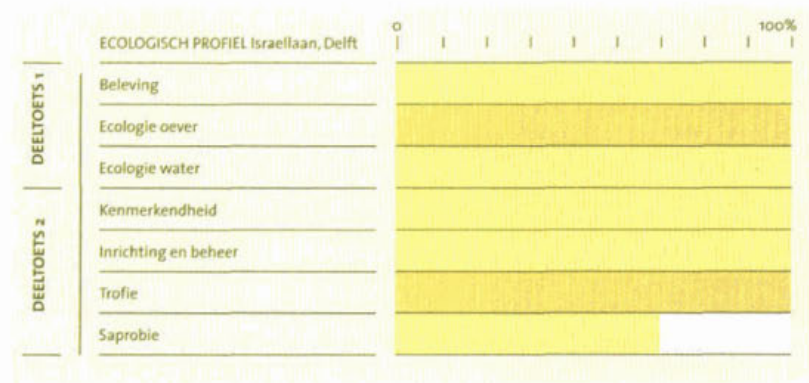 0 100%
ECOLOGISCH PROFIEL Israellaan, Delft
DEELTOETS 1
Beleving
Ecologie oever
Ecologie water
DEELTOETS 2
Kenmerkendheid
Inrichting en beheer
Trofie
Saprobie